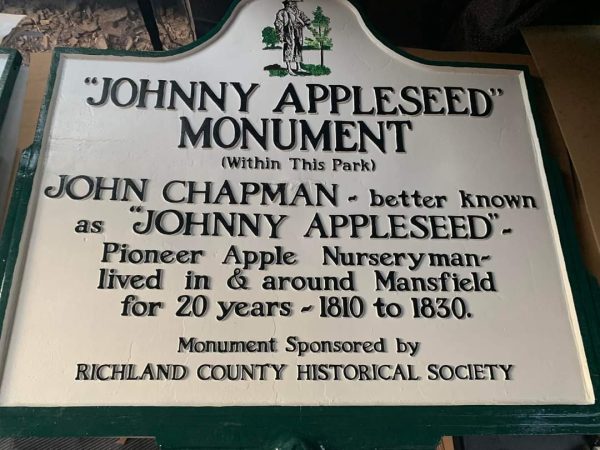 "JOHNNY APPLESEED"
MONUMENT
(Within This Park)
JOHN CHAPMAN - better known
as "JOHNNY APPLESEED"-
Pioneer Apple Nurseryman-
lived in & around Mansfield
for 20 years - 1810 to 1830.
Monument Sponsored by
RICHLAND COUNTY HISTORICAL SOCIETY